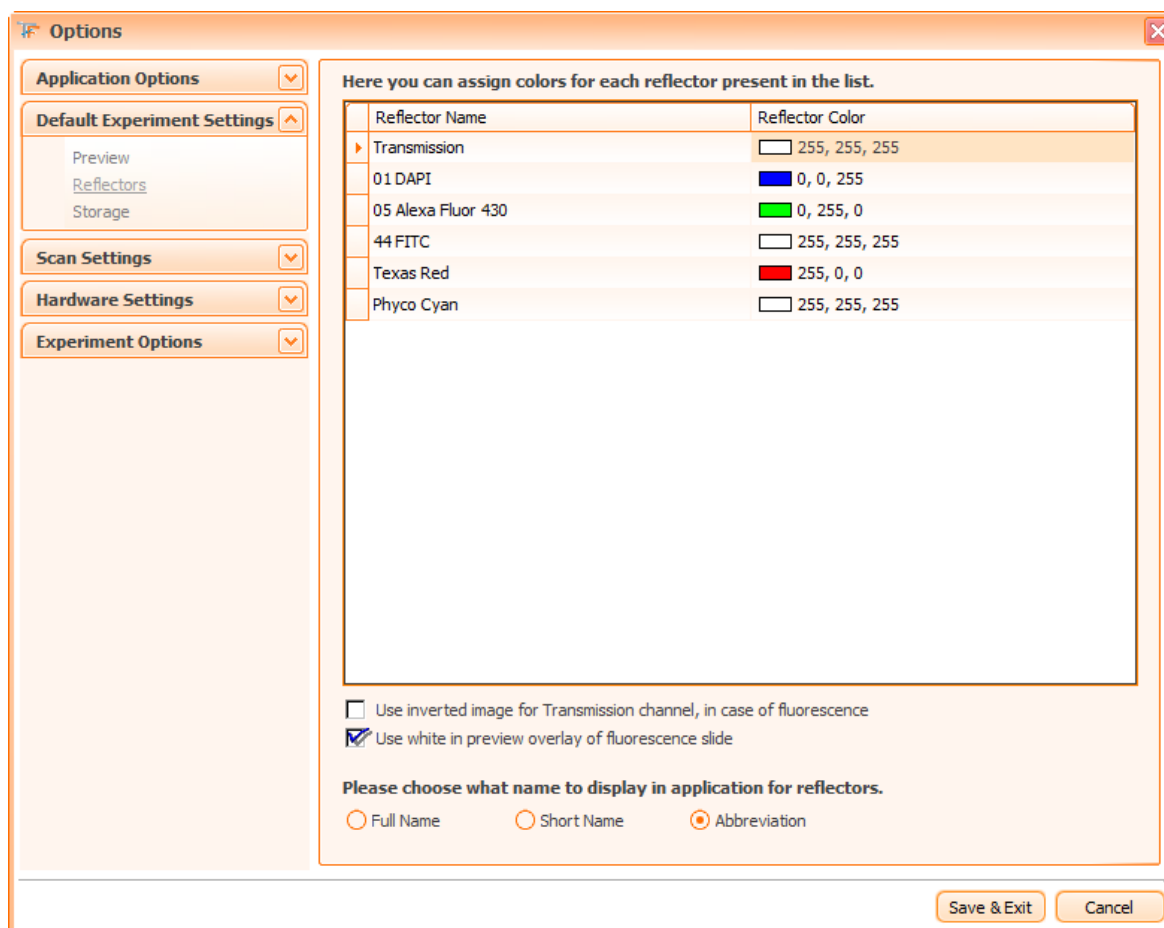 Options
Application Options
Default Experiment Settings
Preview
Reflectors
Storage
Scan Settings
Hardware Settings
Experiment Options
Here you can assign colors for each reflector present in the list.
Reflector Name Reflector Color
Transmission 255, 255, 255
01 DAPI 0, 0, 255
05 Alexa Fluor 430 0, 255, 0
44 FITC 255, 255, 255
Texas Red 255, 0, 0
Phyco Cyan 255, 255, 255
Use inverted image for Transmission channel, in case of fluorescence
Use white in preview overlay of fluorescence slide
Please choose what name to display in application for reflectors.
Full Name Short Name Abbreviation
Save & Exit Cancel